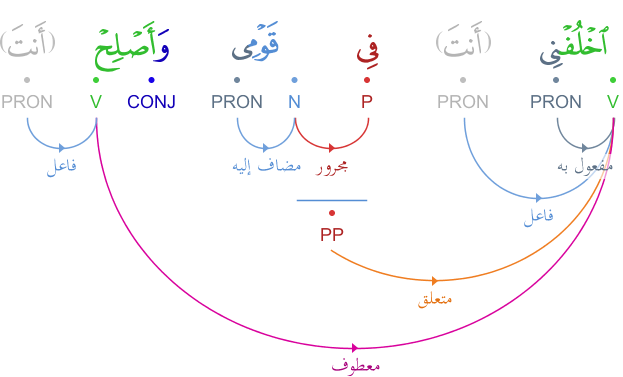 ٱخْلُفْنِى (أَنتَ) فِى قَوْمِى وَأَصْلِحْ (أَنتَ)
V PRON PRON P N PRON CONJ V PRON
مفعول به مجرور مضاف إليه فاعل
فاعل
PP
متعلق
معطوف